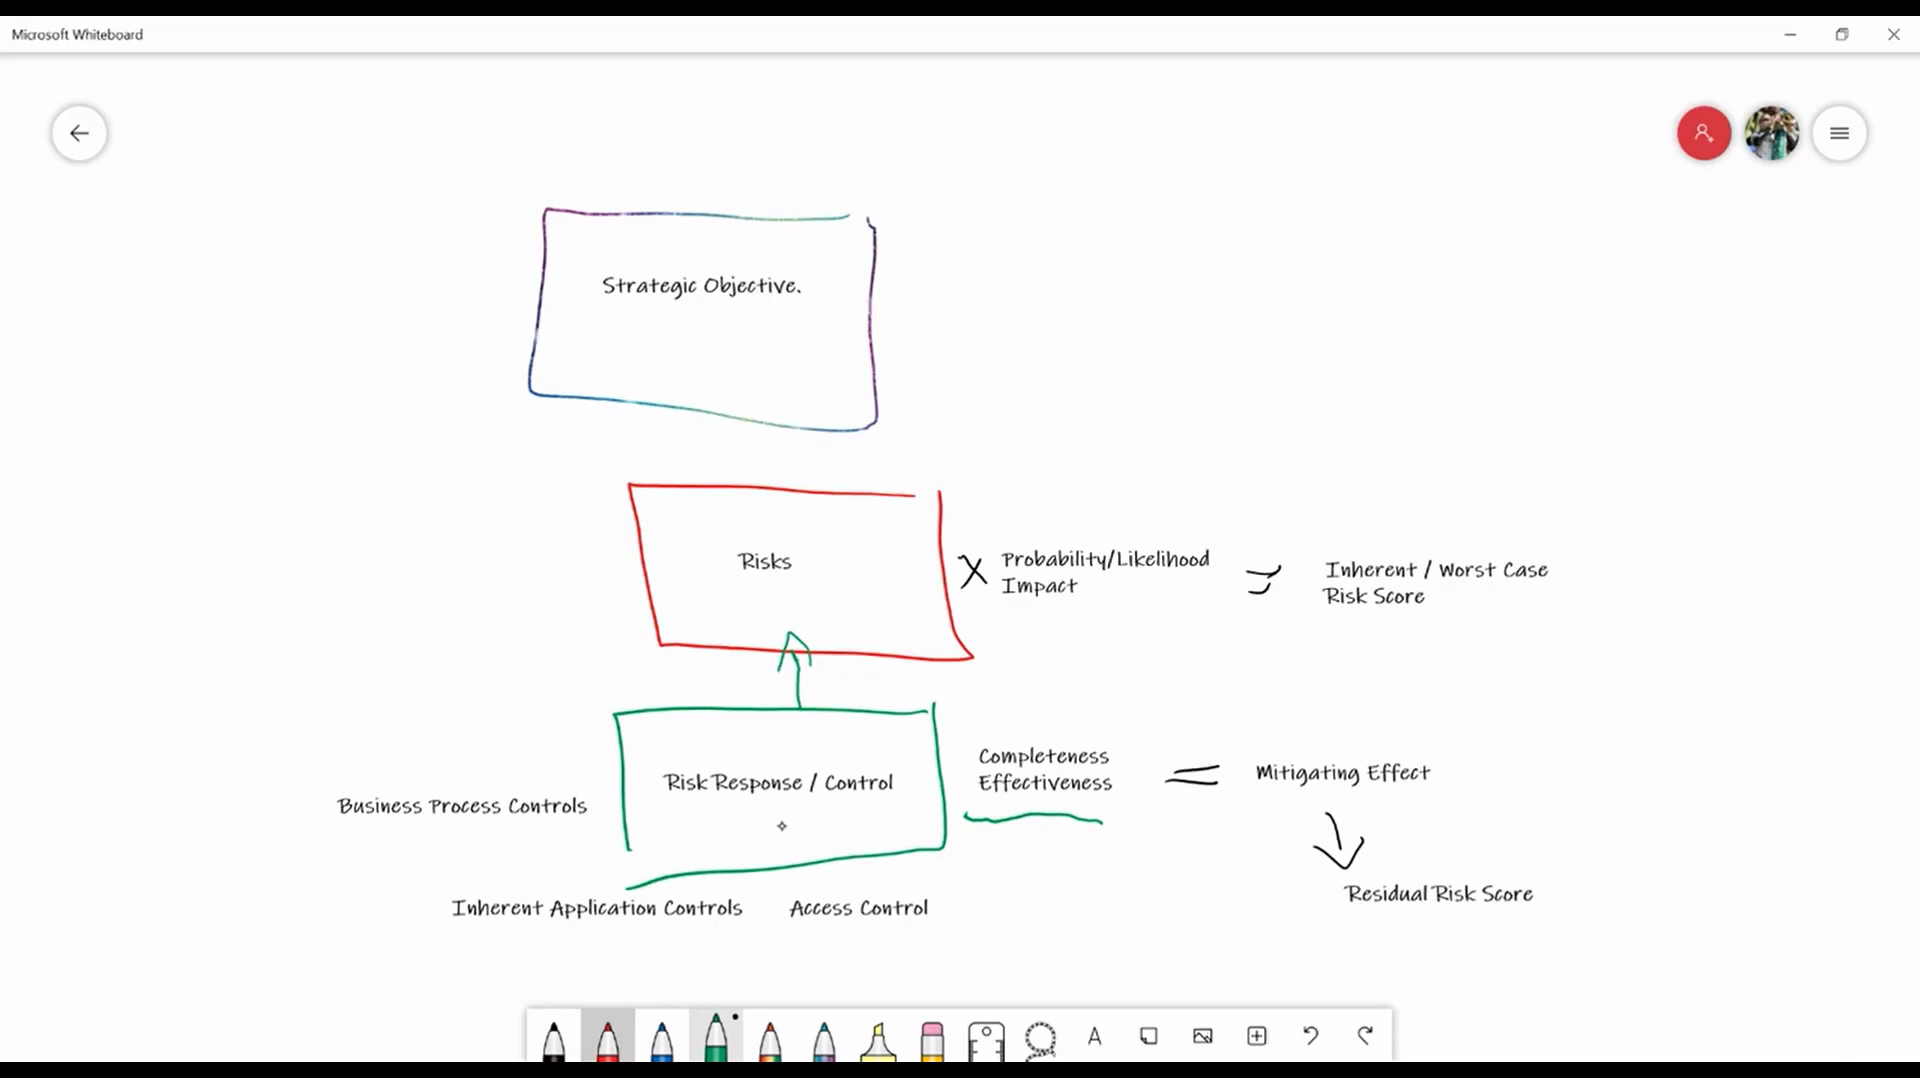 Microsoft Whiteboard
Strategic Objective.
Risks
X
Probability/Likelihood
Impact
=
Inherent / Worst Case
Risk Score
Risk Response / Control
Completeness
Effectiveness
=
Mitigating Effect
Business Process Controls
Residual Risk Score
Inherent Application Controls
Access Control
A